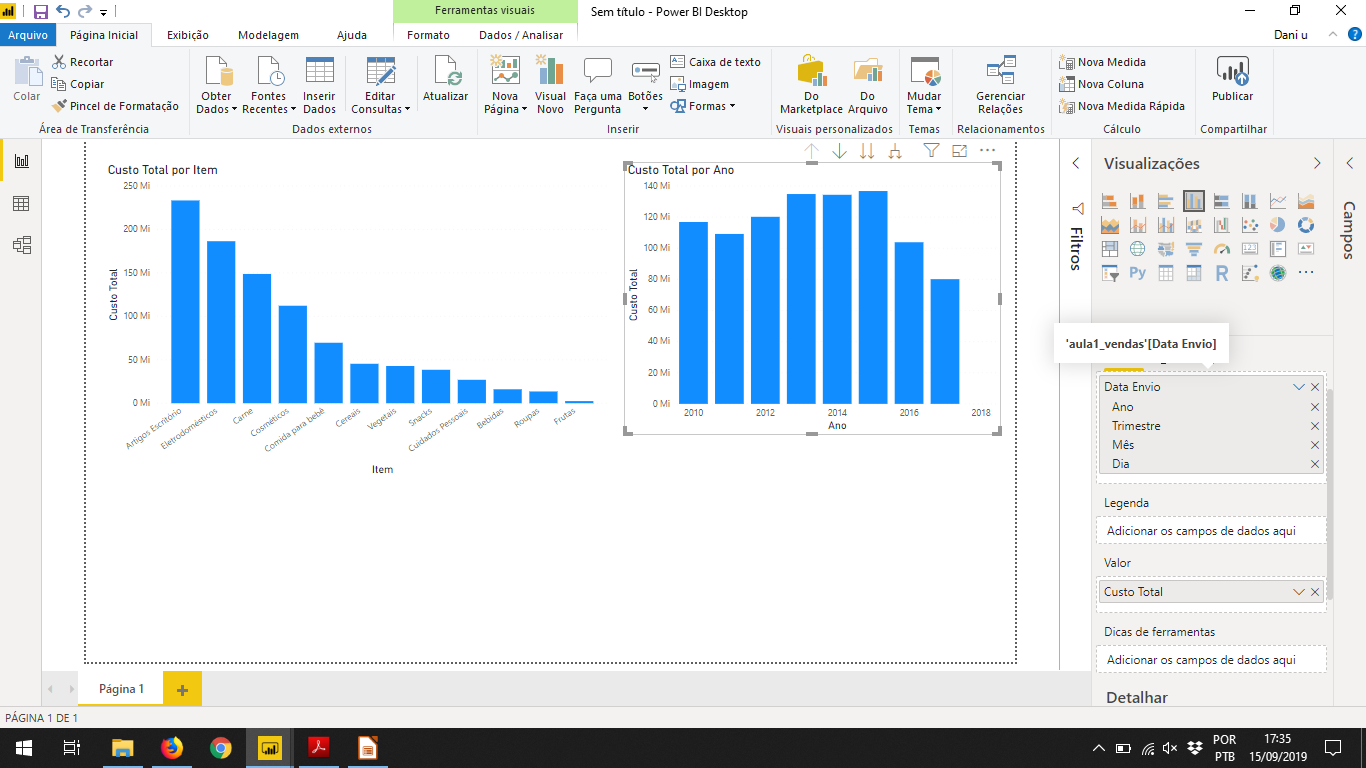 Ferramentas visuais
Sem título - Power BI Desktop
Arquivo
Página Inicial
Exibição
Modelagem
Ajuda
Formato
Dados / Analisar
Dani u
Colar
Recortar
Copiar
Pincel de Formatação
Área de Transferência
Obter Dados
Fontes Recentes
Inserir Dados
Editar Consultas
Atualizar
Dados externos
Nova Página
Visual Novo
Faça uma Pergunta
Botões
Caixa de texto
Imagem
Formas
Inserir
Do Marketplace
Do Arquivo
Visuais personalizados
Mudar Tema
Temas
Gerenciar Relações
Relacionamentos
Nova Medida
Nova Coluna
Nova Medida Rápida
Cálculo
Publicar
Compartilhar
Custo Total por Item
250 Mi
200 Mi
150 Mi
100 Mi
50 Mi
0 Mi
Custo Total
Artigos Escritório
Eletrodomésticos
Carne
Cosméticos
Comida para bebê
Cereais
Vegetais
Snacks
Cuidados Pessoais
Bebidas
Roupas
Frutas
Item
Custo Total por Ano
140 Mi
120 Mi
100 Mi
80 Mi
60 Mi
40 Mi
20 Mi
0 Mi
Custo Total
2010
2012
2014
2016
2018
Ano
Filtros
Visualizações
Py
R
123
Campos
'aula1_vendas'[Data Envio]
Data Envio
Ano
Trimestre
Mês
Dia
Legenda
Adicionar os campos de dados aqui
Valor
Custo Total
Dicas de ferramentas
Adicionar os campos de dados aqui
Detalhar
Página 1
PÁGINA 1 DE 1
POR
PTB
17:35
15/09/2019